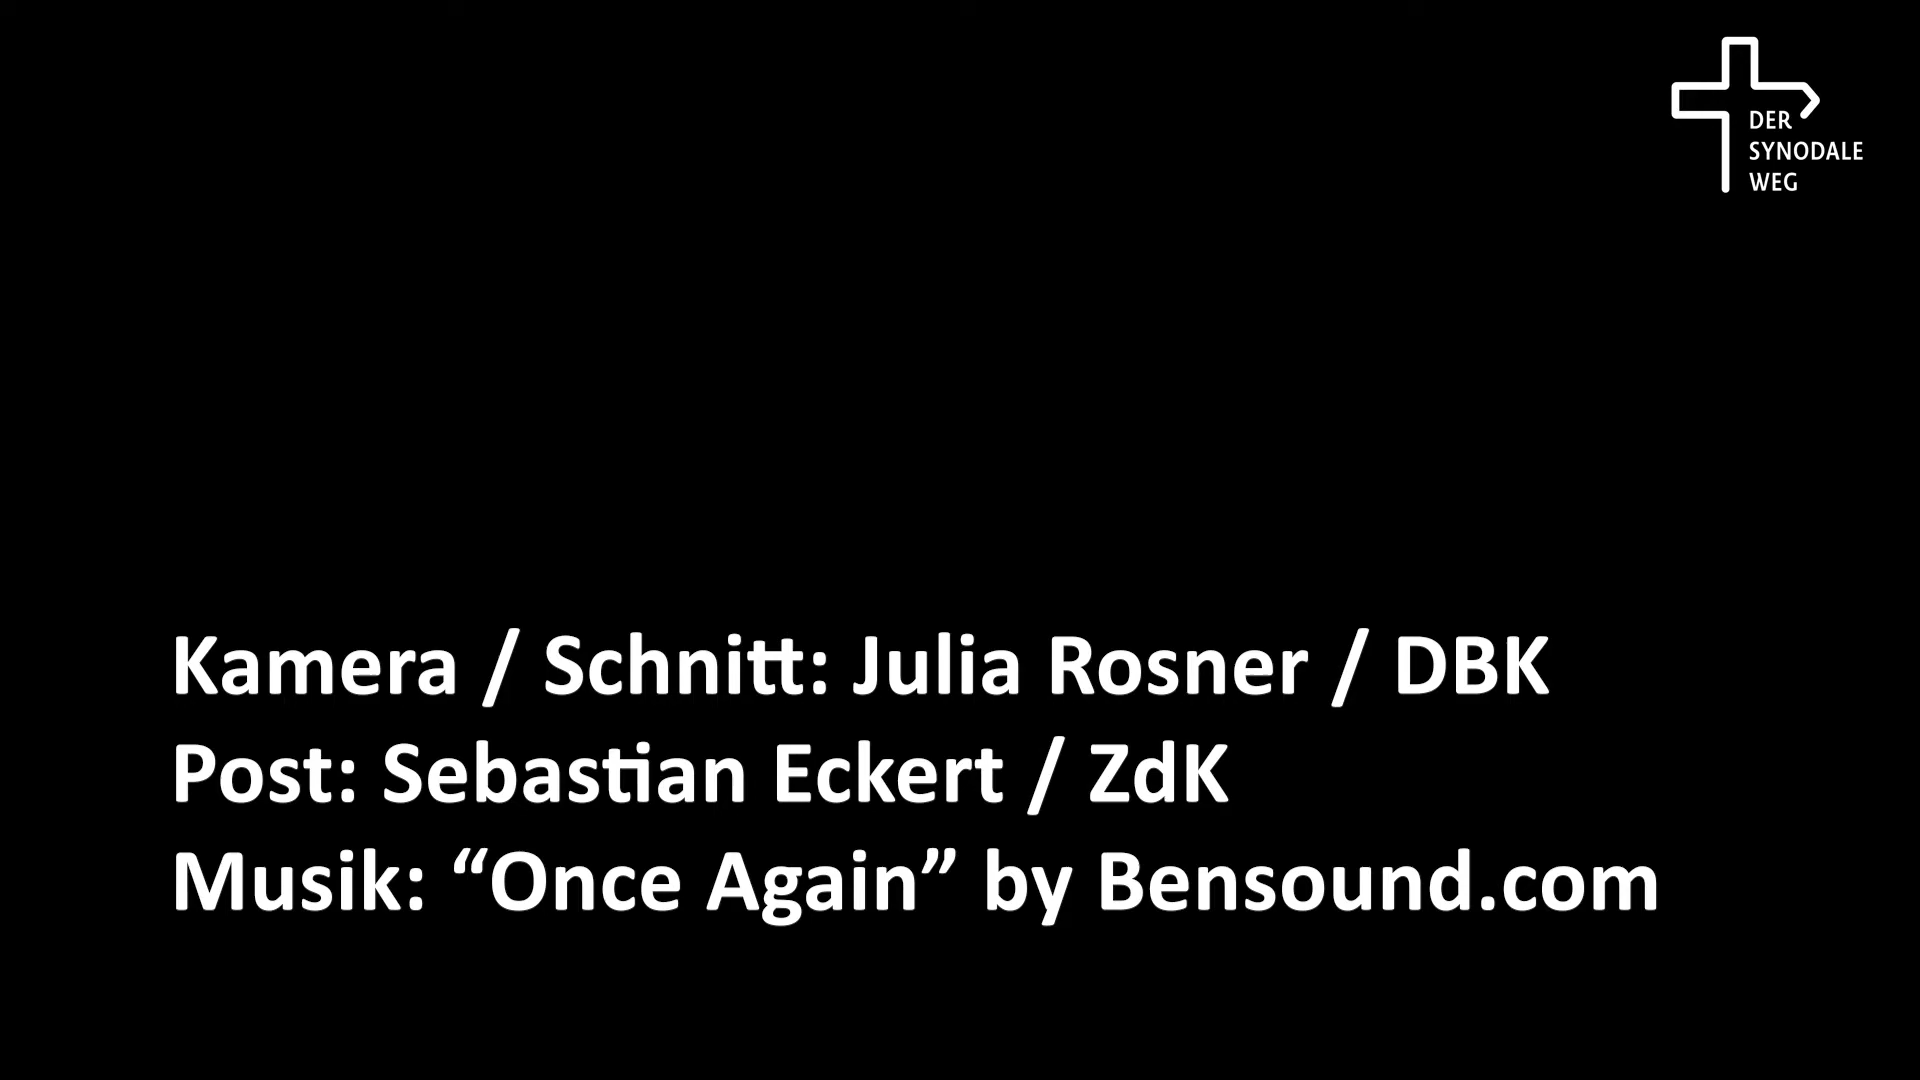 DER
SYNODALE
WEG
Kamera / Schnitt: Julia Rosner / DBK
Post: Sebastian Eckert / ZdK
Musik: “Once Again” by Bensound.com